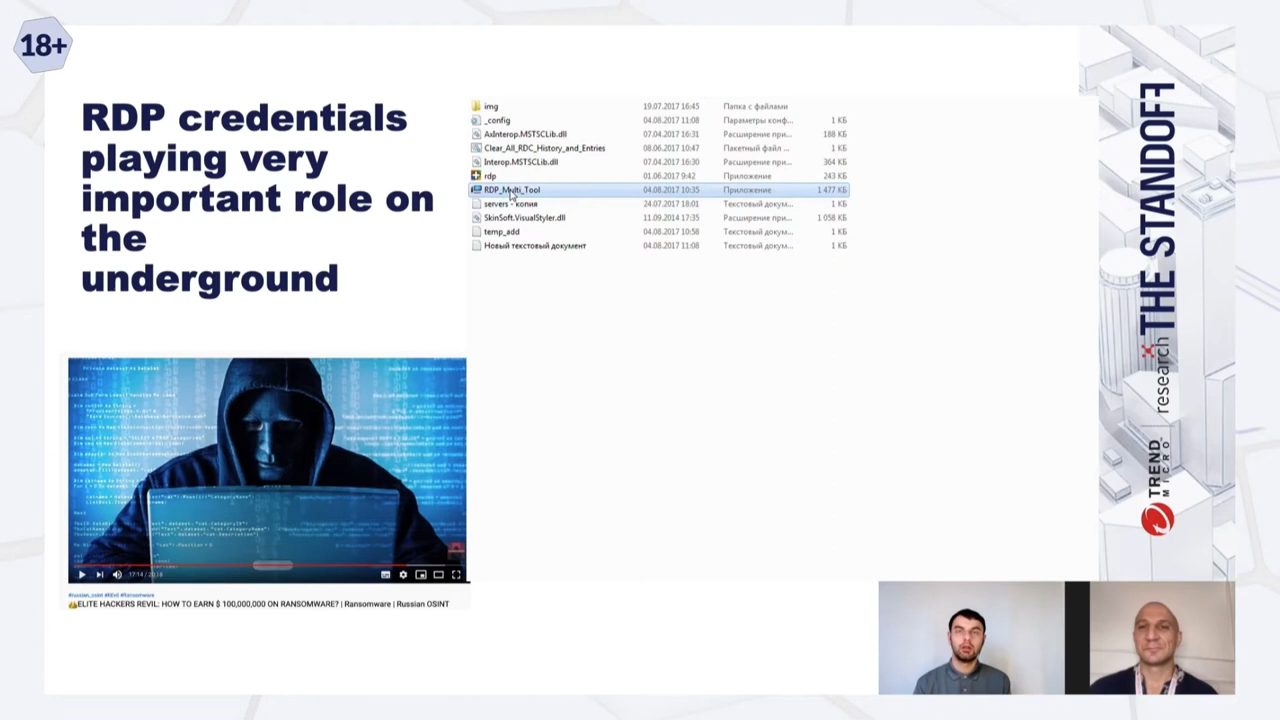 18+
RDP credentials
playing very
important role on
the
underground
img 19.07.2017 16:45 Папка с файлами
_config 04.08.2017 11:08 Параметры конф... 1 КБ
AxInterop.MSTSCLib.dll 07.04.2017 16:31 Расширение при... 188 КБ
Clear_All_RDC_History_and_Entries 08.06.2017 10:47 Пакетный файл ... 1 КБ
Interop.MSTSCLib.dll 07.04.2017 16:30 Расширение при... 364 КБ
rdp 01.06.2017 9:42 Приложение 243 КБ
RDP_Multi_Tool 04.08.2017 10:35 Приложение 1 477 КБ
servers - копия 24.07.2017 18:01 Текстовый докум... 1 КБ
SkinSoft.VisualStyler.dll 11.09.2014 17:35 Расширение при... 1 058 КБ
temp_add 04.08.2017 10:58 Текстовый докум... 1 КБ
Новый текстовый документ 04.08.2017 11:08 Текстовый докум... 1 КБ
#russian_osint #REvil #Ransomware
ELITE HACKERS REVIL: HOW TO EARN $ 100,000,000 ON RANSOMWARE? | Ransomware | Russian OSINT
THE STANDOFF
TREND MICRO research